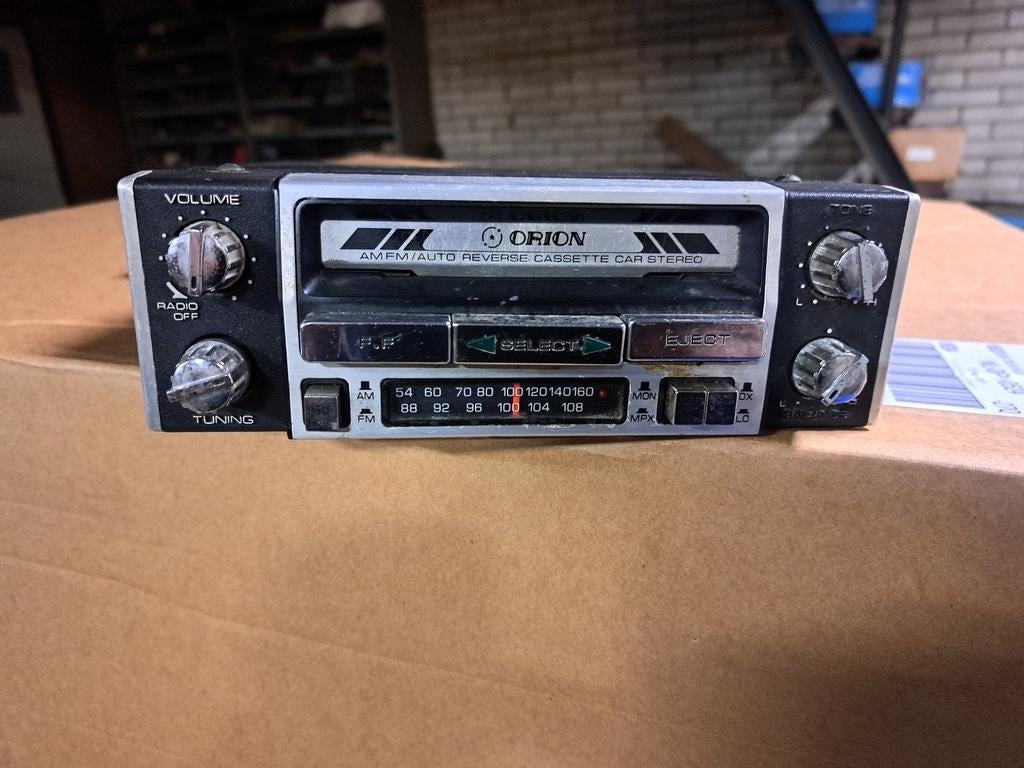 VOLUME
RADIO
OFF
TUNING
ORION
AM FM/AUTO REVERSE CASSETTE CAR STEREO
F.F
SELECT
EJECT
AM
FM
54 60 70 80 100 120 140 160
88 92 96 100 104 108
MON
MPX
DX
LO
TONE
L H
L
BALANCE